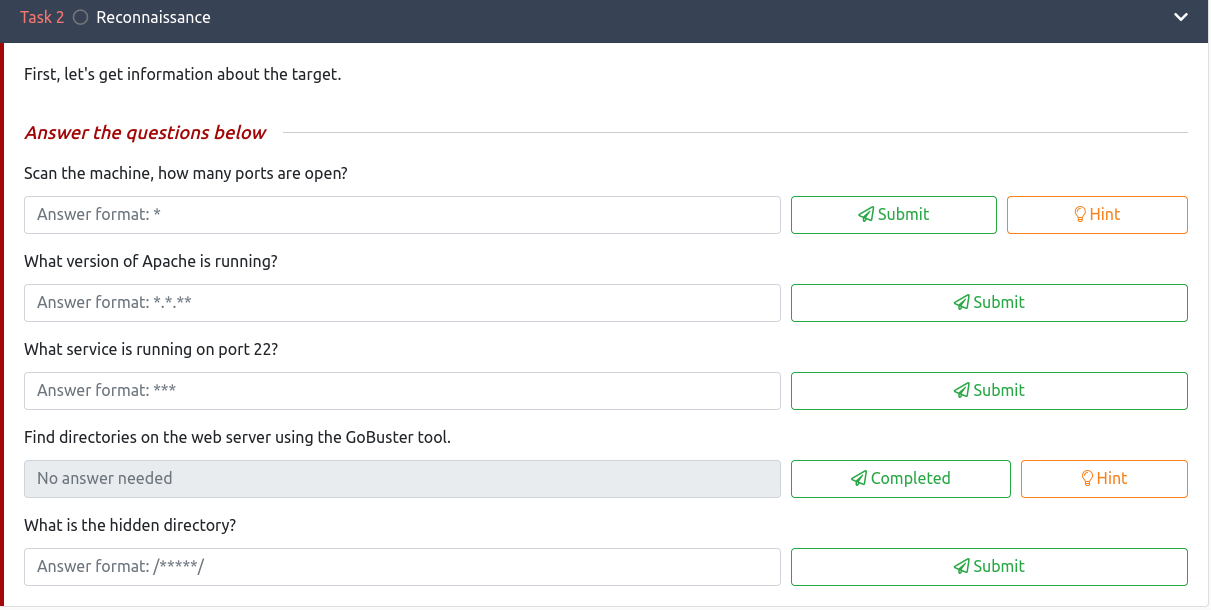 Task 2 Reconnaissance
First, let's get information about the target.
Answer the questions below
Scan the machine, how many ports are open?
Answer format: * Submit Hint
What version of Apache is running?
Answer format: *.*.** Submit
What service is running on port 22?
Answer format: *** Submit
Find directories on the web server using the GoBuster tool.
No answer needed Completed Hint
What is the hidden directory?
Answer format: /*****/ Submit